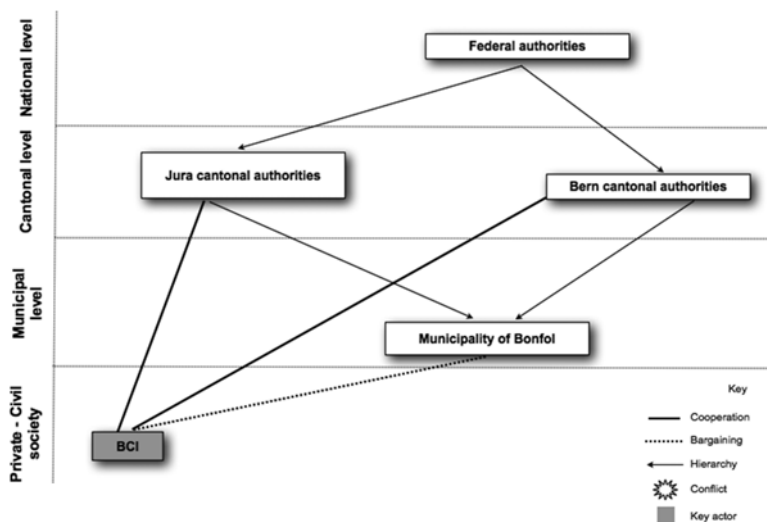 National level
Federal authorities
Cantonal level
Jura cantonal authorities
Bern cantonal authorities
Municipal
level
Municipality of Bonfol
Private - Civil
society
BCI
Key
Cooperation
Bargaining
Hierarchy
Conflict
Key actor